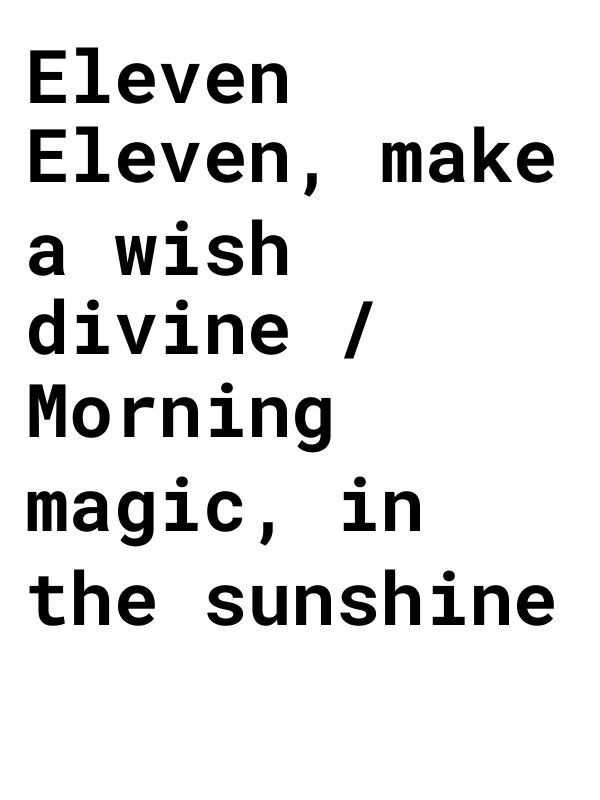 Eleven
Eleven, make
a wish
divine /
Morning
magic, in
the sunshine